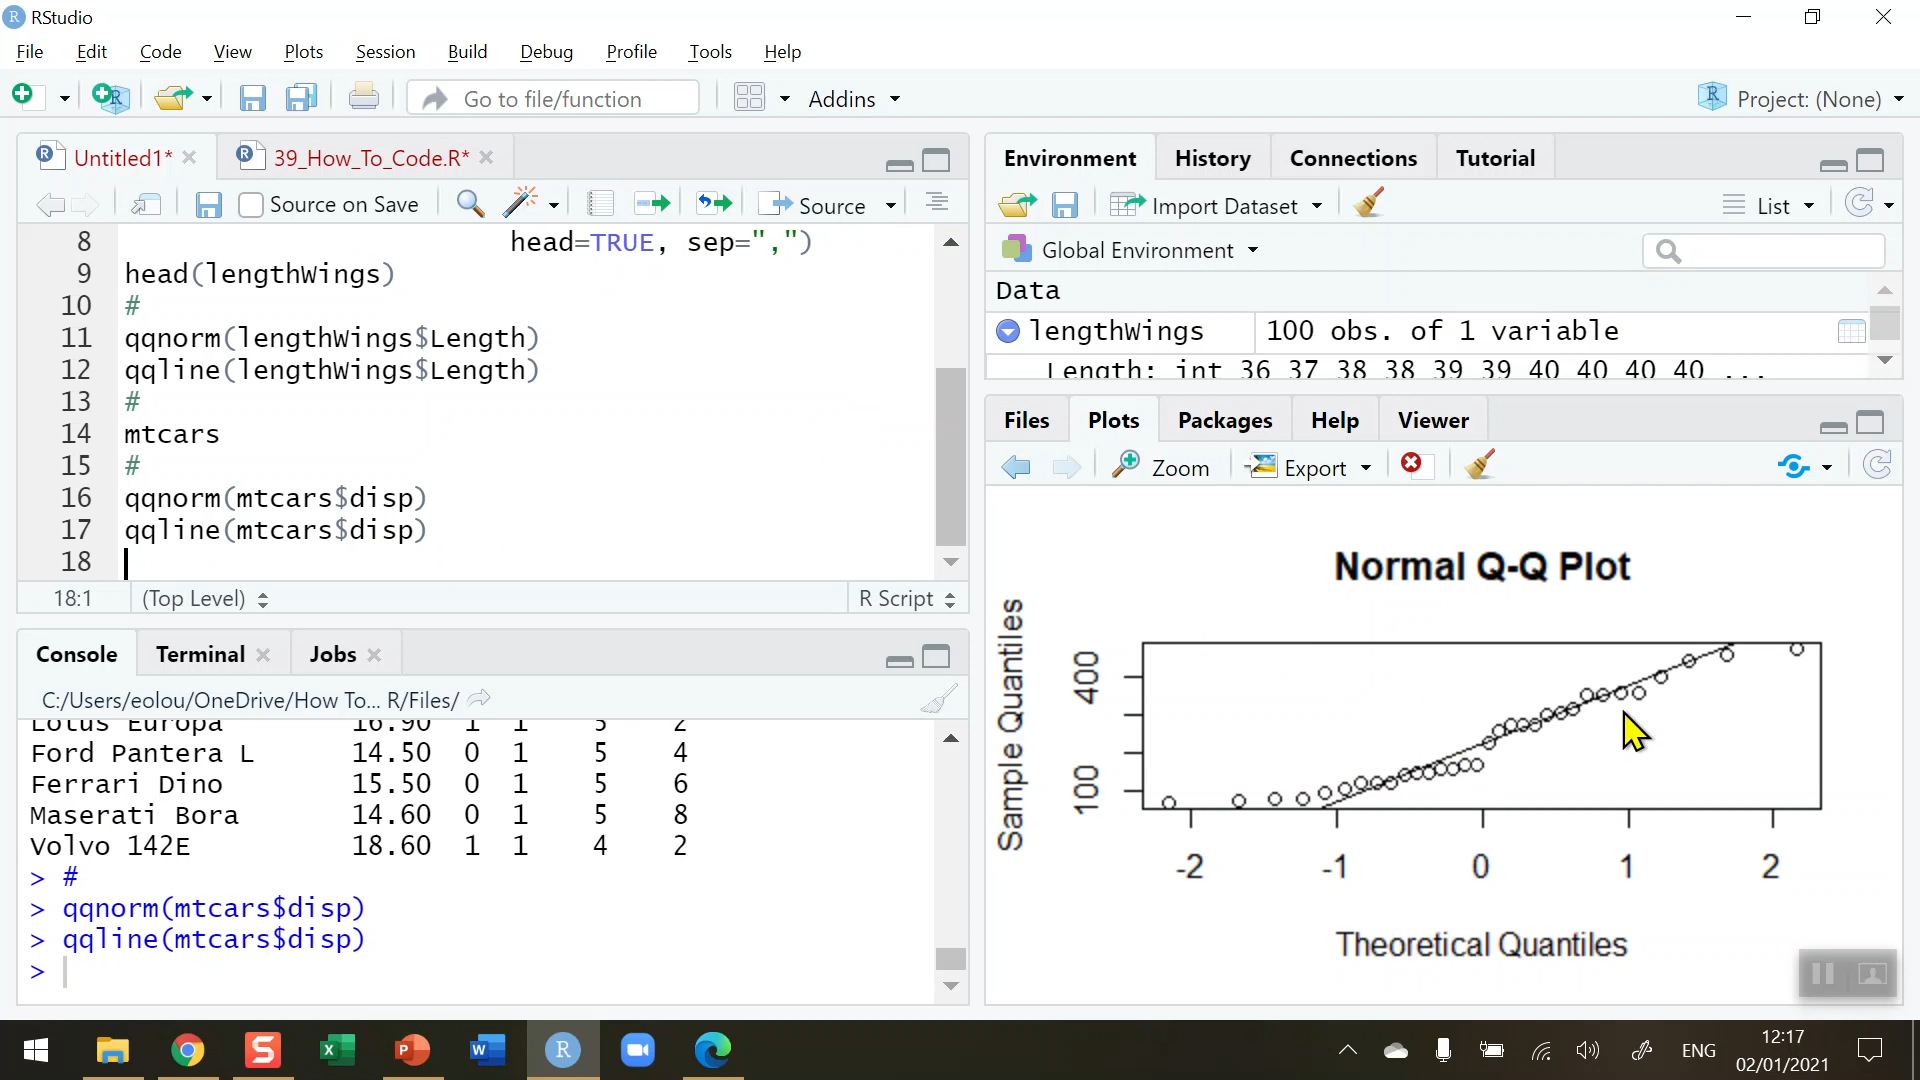 RStudio
File Edit Code View Plots Session Build Debug Profile Tools Help
Go to file/function Addins Project: (None)
Untitled1* 39_How_To_Code.R*
Source on Save Source
8 head=TRUE, sep=",")
9 head(lengthWings)
10 #
11 qqnorm(lengthWings$Length)
12 qqline(lengthWings$Length)
13 #
14 mtcars
15 #
16 qqnorm(mtcars$disp)
17 qqline(mtcars$disp)
18
18:1 (Top Level) R Script
Console Terminal Jobs
C:/Users/eolou/OneDrive/How To... R/Files/
Lotus Europa 16.90 1 1 5 2
Ford Pantera L 14.50 0 1 5 4
Ferrari Dino 15.50 0 1 5 6
Maserati Bora 14.60 0 1 5 8
Volvo 142E 18.60 1 1 4 2
> #
> qqnorm(mtcars$disp)
> qqline(mtcars$disp)
>
Environment History Connections Tutorial
Import Dataset List
Global Environment
Data
lengthWings 100 obs. of 1 variable
Length: int 36 37 38 38 39 39 40 40 40 40 ...
Files Plots Packages Help Viewer
Zoom Export
Normal Q-Q Plot
Sample Quantiles
400
100
-2 -1 0 1 2
Theoretical Quantiles
ENG
12:17
02/01/2021